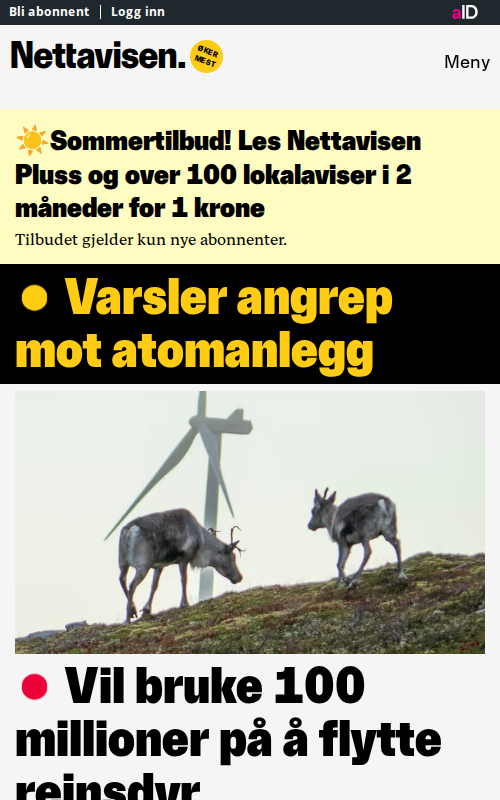 Bli abonnent | Logg inn
aID
Nettavisen.
ØKER
MEST
Meny
☀️Sommertilbud! Les Nettavisen
Pluss og over 100 lokalaviser i 2
måneder for 1 krone
Tilbudet gjelder kun nye abonnenter.
Varsler angrep
mot atomanlegg
Vil bruke 100
millioner på å flytte
reinsdyr